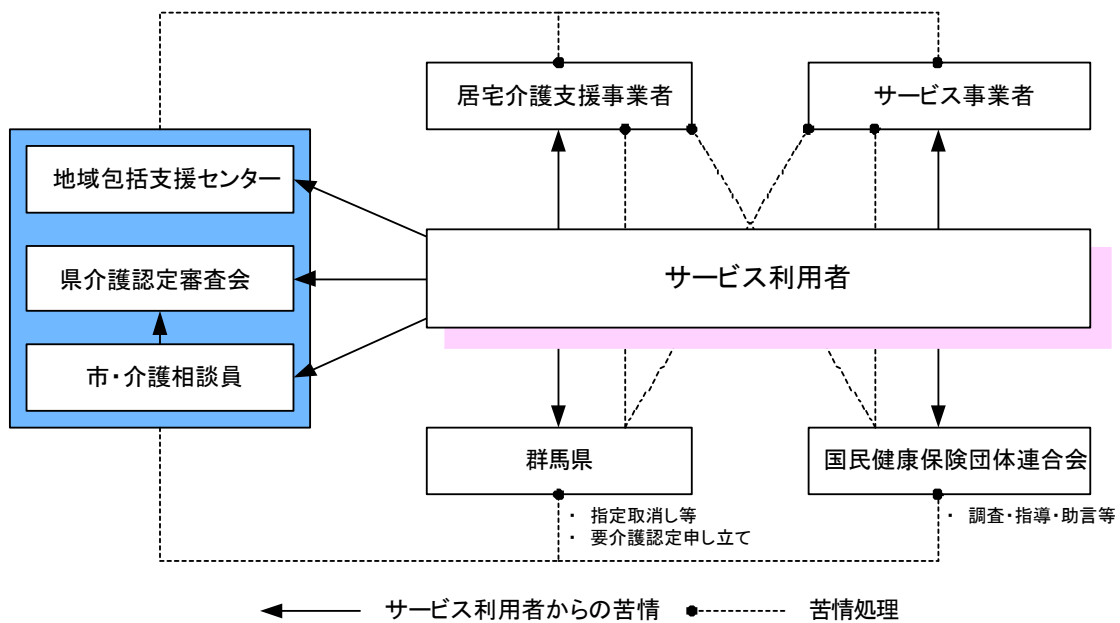 居宅介護支援事業者
サービス事業者
地域包括支援センター
県介護認定審査会
市・介護相談員
サービス利用者
群馬県
国民健康保険団体連合会
・ 指定取消し等
・ 要介護認定申し立て
・ 調査・指導・助言等
サービス利用者からの苦情
苦情処理